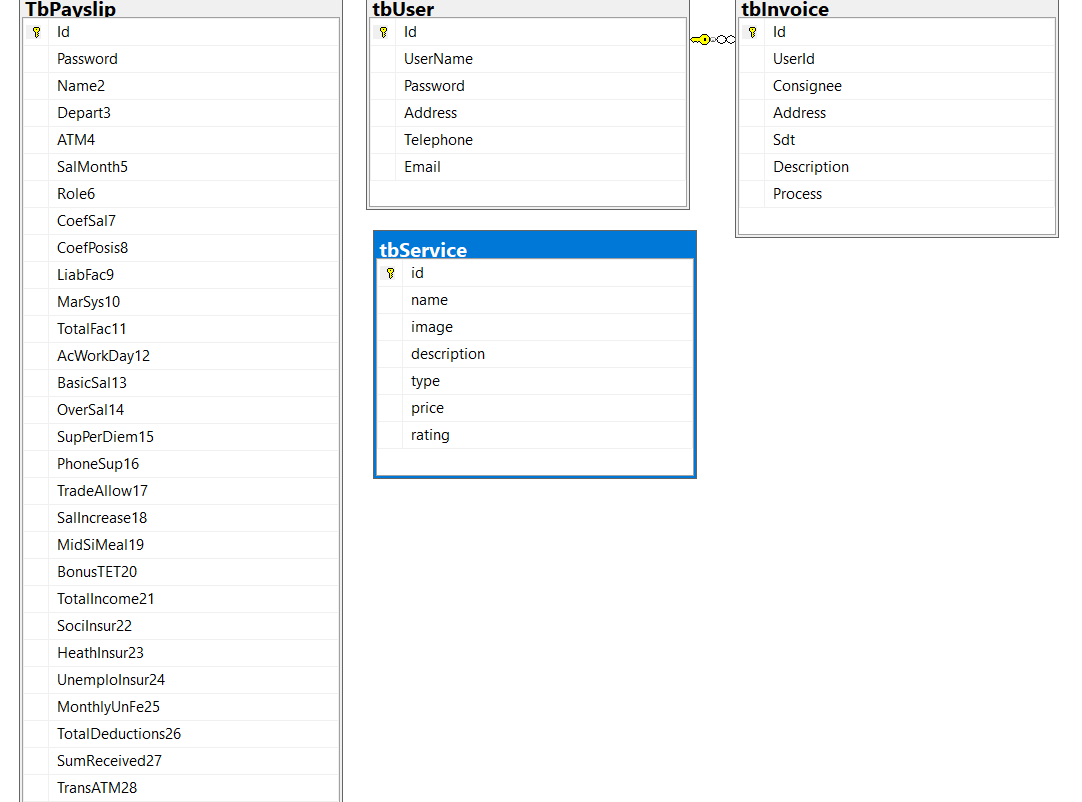 TbPayslip
Id
Password
Name2
Depart3
ATM4
SalMonth5
Role6
CoefSal7
CoefPosis8
LiabFac9
MarSys10
TotalFac11
AcWorkDay12
BasicSal13
OverSal14
SupPerDiem15
PhoneSup16
TradeAllow17
SalIncrease18
MidSiMeal19
BonusTET20
TotalIncome21
SociInsur22
HeathInsur23
UnemploInsur24
MonthlyUnFe25
TotalDeductions26
SumReceived27
TransATM28
tbUser
Id
UserName
Password
Address
Telephone
Email
tbService
id
name
image
description
type
price
rating
tbInvoice
Id
UserId
Consignee
Address
Sdt
Description
Process